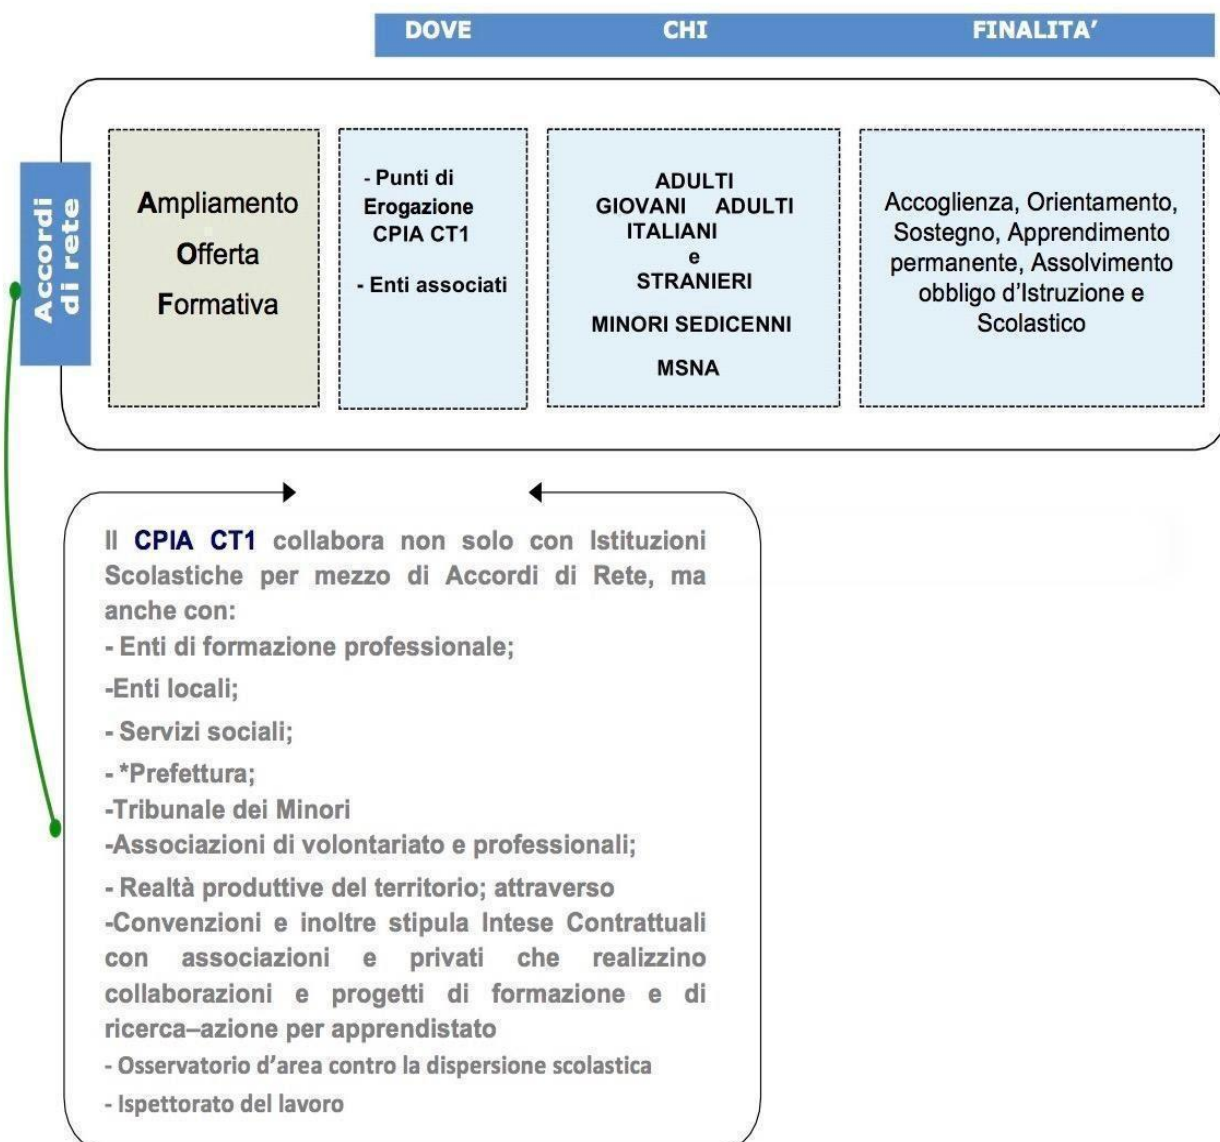 DOVE CHI FINALITA’
Accordi
di rete
Ampliamento
Offerta
Formativa
- Punti di
Erogazione
CPIA CT1
- Enti associati
ADULTI
GIOVANI ADULTI
ITALIANI
e
STRANIERI
MINORI SEDICENNI
MSNA
Accoglienza, Orientamento,
Sostegno, Apprendimento
permanente, Assolvimento
obbligo d’Istruzione e
Scolastico
Il CPIA CT1 collabora non solo con Istituzioni
Scolastiche per mezzo di Accordi di Rete, ma
anche con:
- Enti di formazione professionale;
-Enti locali;
- Servizi sociali;
- *Prefettura;
-Tribunale dei Minori
-Associazioni di volontariato e professionali;
- Realtà produttive del territorio; attraverso
-Convenzioni e inoltre stipula Intese Contrattuali
con associazioni e privati che realizzino
collaborazioni e progetti di formazione e di
ricerca–azione per apprendistato
- Osservatorio d’area contro la dispersione scolastica
- Ispettorato del lavoro